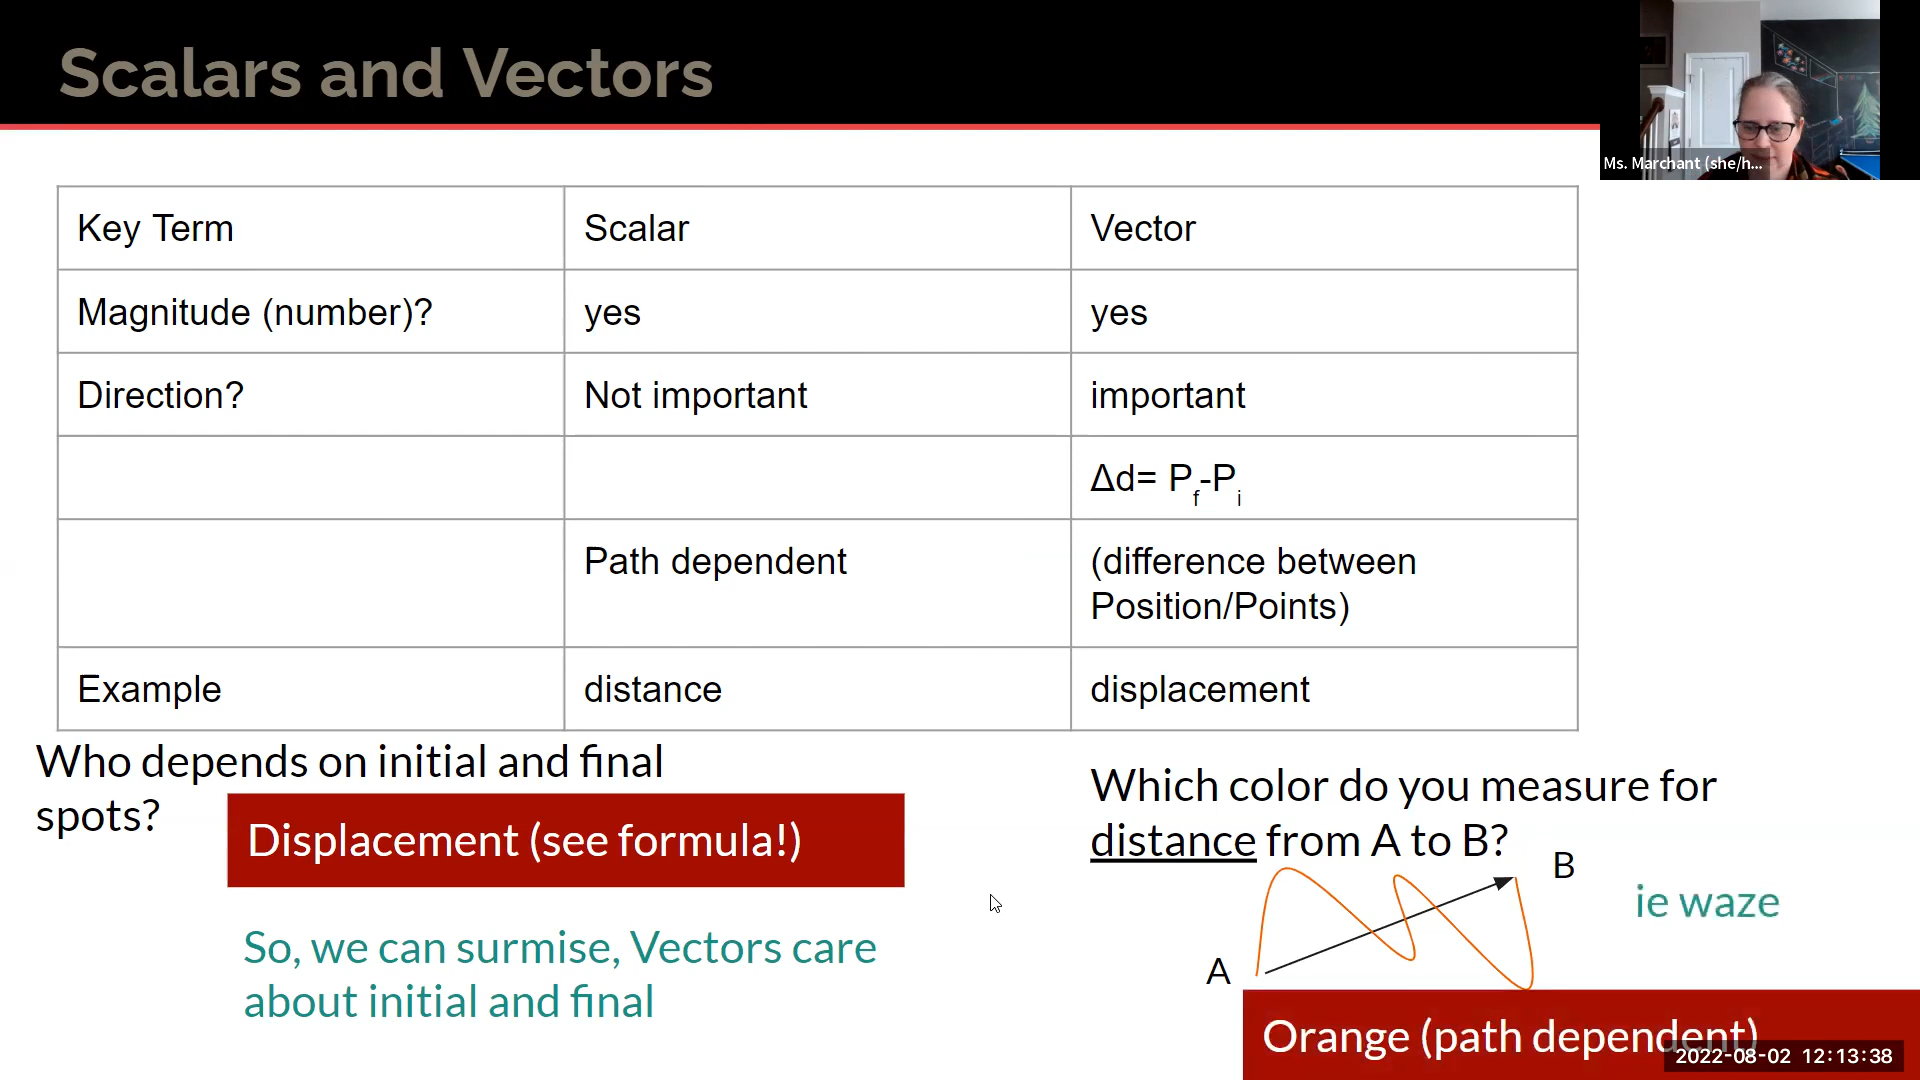 Scalars and Vectors
Ms. Marchant (she/h...
Key Term Scalar Vector
Magnitude (number)? yes yes
Direction? Not important important
Δd= Pf-Pi
Path dependent (difference between
Position/Points)
Example distance displacement
Who depends on initial and final
spots?
Displacement (see formula!)
So, we can surmise, Vectors care
about initial and final
Which color do you measure for
distance from A to B?
B
ie waze
A
Orange (path dependent)
2022-08-02 12:13:38